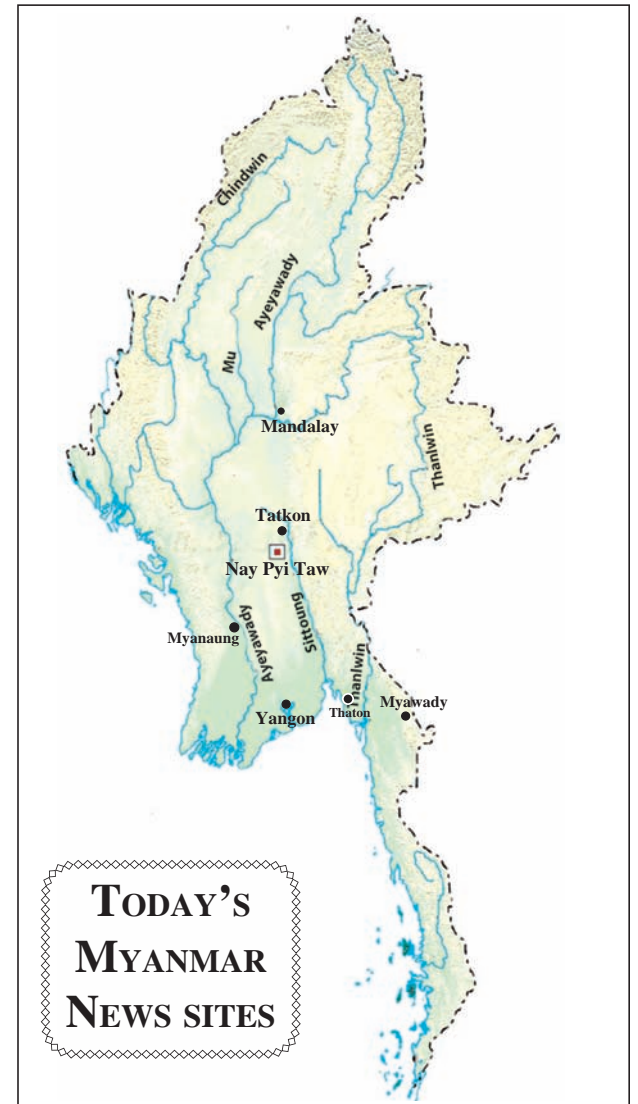 Chindwin
Ayeyawady
Mu
Mandalay
Thanlwin
Tatkon
Nay Pyi Taw
Sittoung
Ayeyawady
Myanaung
Thanlwin
Thaton
Myawady
Yangon
TODAY'S
MYANMAR
NEWS SITES